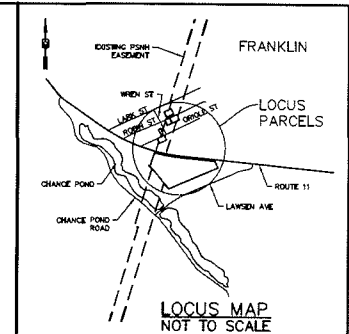 EXISTING PSNH
EASEMENT
FRANKLIN
WREN ST
LARK ST
ROBIN ST
ORIOLE ST
LOCUS
PARCELS
CHANCE POND
ROUTE 11
LAWSEN AVE
CHANCE POND
ROAD
LOCUS MAP
NOT TO SCALE